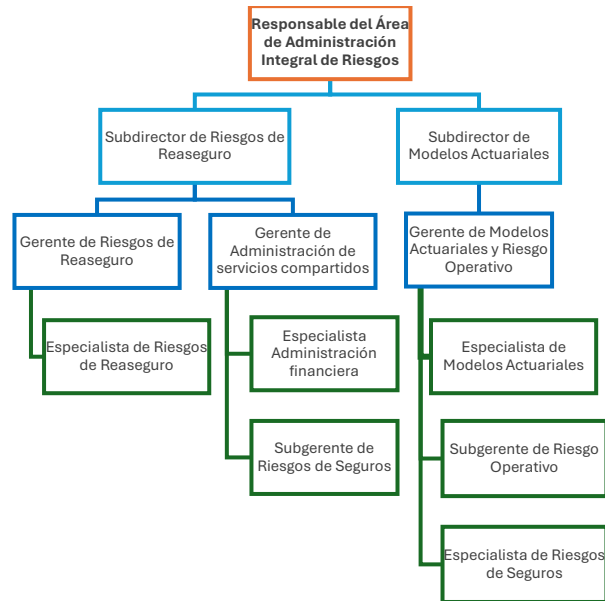 Responsable del Área
de Administración
Integral de Riesgos
Subdirector de Riesgos de
Reaseguro
Subdirector de
Modelos Actuariales
Gerente de Riesgos de
Reaseguro
Gerente de
Administración de
servicios compartidos
Gerente de Modelos
Actuariales y Riesgo
Operativo
Especialista de Riesgos
de Reaseguro
Especialista
Administración
financiera
Especialista de
Modelos Actuariales
Subgerente de
Riesgos de Seguros
Subgerente de Riesgo
Operativo
Especialista de Riesgos
de Seguros